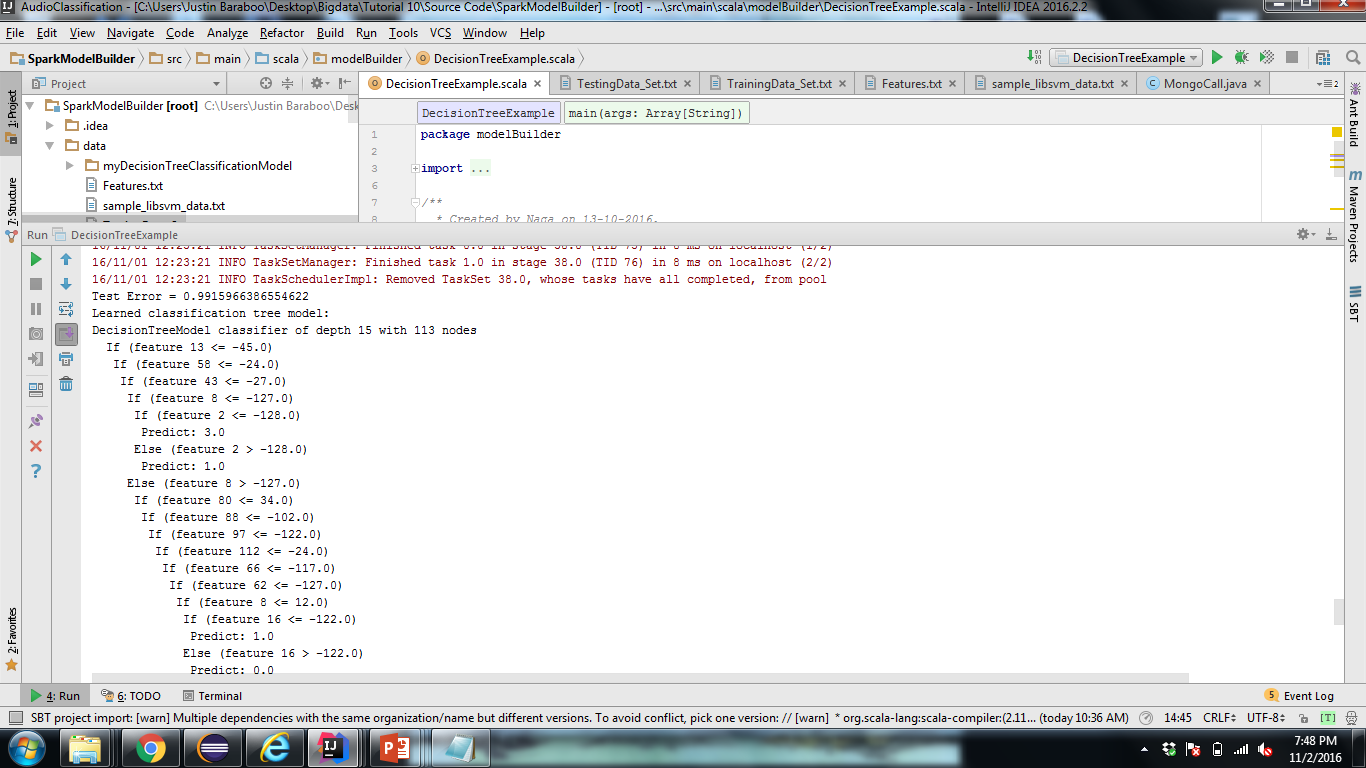 AudioClassification - [C:\Users\Justin Baraboo\Desktop\Bigdata\Tutorial 10\Source Code\SparkModelBuilder] - [root] - ...\src\main\scala\modelBuilder\DecisionTreeExample.scala - IntelliJ IDEA 2016.2.2
File Edit View Navigate Code Analyze Refactor Build Run Tools VCS Window Help
SparkModelBuilder src main scala modelBuilder DecisionTreeExample.scala DecisionTreeExample
1: Project
7: Structure
2: Favorites
Project
SparkModelBuilder [root] C:\Users\Justin Baraboo\Desk
.idea
data
myDecisionTreeClassificationModel
Features.txt
sample_libsvm_data.txt
DecisionTreeExample.scala TestingData_Set.txt TrainingData_Set.txt Features.txt sample_libsvm_data.txt MongoCall.java
DecisionTreeExample main(args: Array[String])
1 package modelBuilder
2
3 import ...
6
7 /**
8 * Created by Naga on 13-10-2016.
Ant Build
Maven Projects
SBT
Run DecisionTreeExample
16/11/01 12:23:21 INFO TaskSetManager: Finished task 0.0 in stage 38.0 (TID 75) in 8 ms on localhost (1/2)
16/11/01 12:23:21 INFO TaskSetManager: Finished task 1.0 in stage 38.0 (TID 76) in 8 ms on localhost (2/2)
16/11/01 12:23:21 INFO TaskSchedulerImpl: Removed TaskSet 38.0, whose tasks have all completed, from pool
Test Error = 0.9915966386554622
Learned classification tree model:
DecisionTreeModel classifier of depth 15 with 113 nodes
If (feature 13 <= -45.0)
If (feature 58 <= -24.0)
If (feature 43 <= -27.0)
If (feature 8 <= -127.0)
If (feature 2 <= -128.0)
Predict: 3.0
Else (feature 2 > -128.0)
Predict: 1.0
Else (feature 8 > -127.0)
If (feature 80 <= 34.0)
If (feature 88 <= -102.0)
If (feature 97 <= -122.0)
If (feature 112 <= -24.0)
If (feature 66 <= -117.0)
If (feature 62 <= -127.0)
If (feature 8 <= 12.0)
If (feature 16 <= -122.0)
Predict: 1.0
Else (feature 16 > -122.0)
Predict: 0.0
4: Run 6: TODO Terminal 5 Event Log
SBT project import: [warn] Multiple dependencies with the same organization/name but different versions. To avoid conflict, pick one version: // [warn] * org.scala-lang:scala-compiler:(2.11... (today 10:36 AM) 14:45 CRLF UTF-8 [T]
7:48 PM
11/2/2016